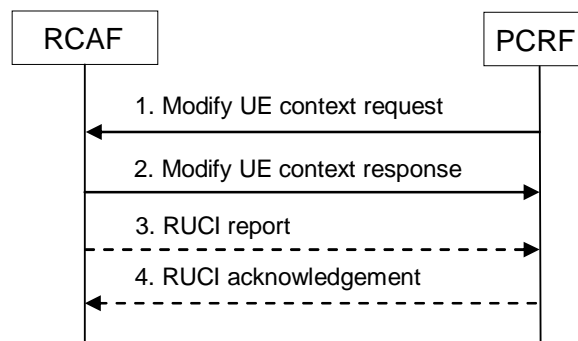 RCAF
PCRF
1. Modify UE context request
2. Modify UE context response
3. RUCI report
4. RUCI acknowledgement